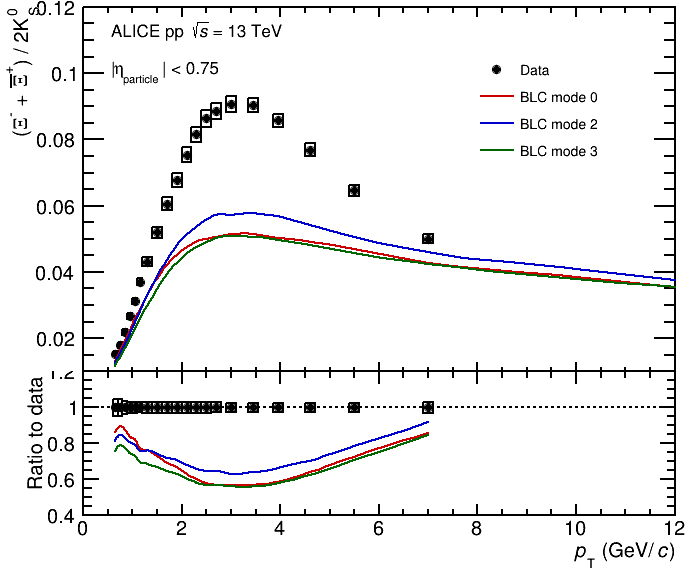 (Ξ⁻ + Ξ̅⁺) / 2K⁰_S
0.12
0.1
0.08
0.06
0.04
0.02
ALICE pp √s = 13 TeV
|η_particle| < 0.75
Data
BLC mode 0
BLC mode 2
BLC mode 3
Ratio to data
1.2
1
0.8
0.6
0.4
0 2 4 6 8 10 12
p_T (GeV/c)